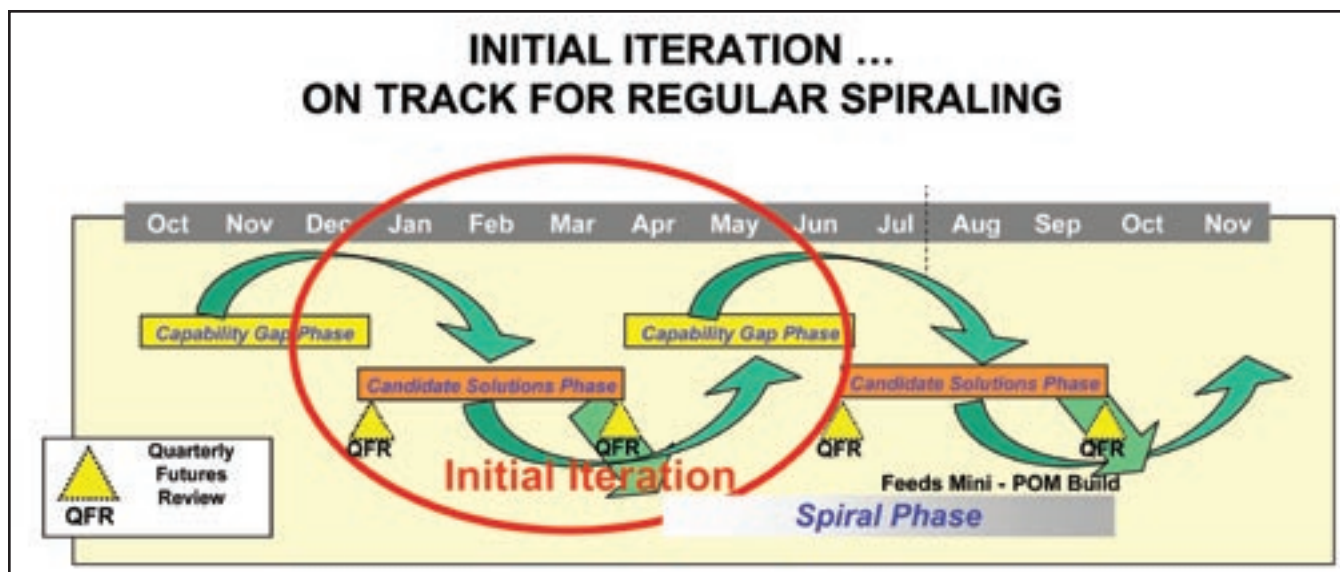 INITIAL ITERATION ...
ON TRACK FOR REGULAR SPIRALING
Oct Nov Dec Jan Feb Mar Apr May Jun Jul Aug Sep Oct Nov
Capability Gap Phase
Capability Gap Phase
Candidate Solutions Phase
Candidate Solutions Phase
QFR
QFR
QFR
QFR
Quarterly
Futures
Review
QFR
Initial Iteration
Feeds Mini - POM Build
Spiral Phase